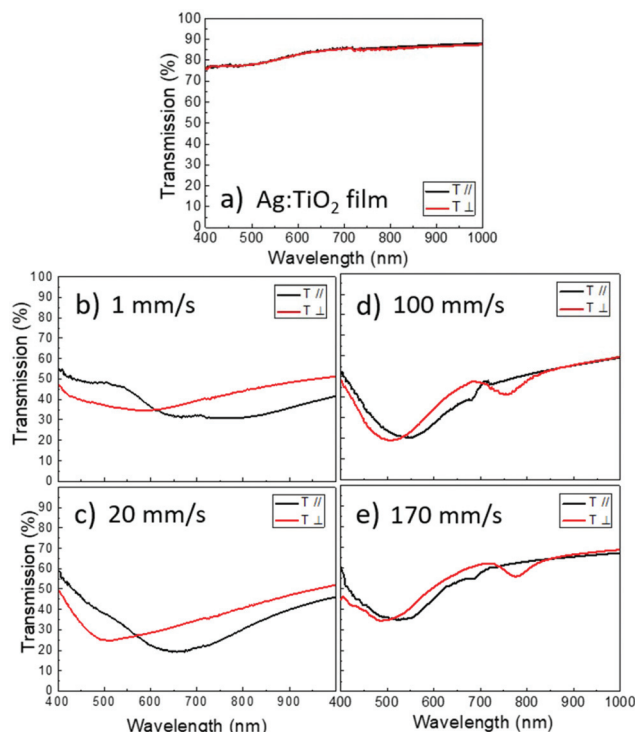 100
90
80
70
60
50
40
30
20
10
0
Transmission (%)
a) Ag:TiO₂ film
T //
T ⊥
400 500 600 700 800 900 1000
Wavelength (nm)
100
90
80
70
60
50
40
30
20
10
0
Transmission (%)
b) 1 mm/s
T //
T ⊥
d) 100 mm/s
T //
T ⊥
90
80
70
60
50
40
30
20
10
0
Transmission (%)
c) 20 mm/s
T //
T ⊥
400 500 600 700 800 900
Wavelength (nm)
e) 170 mm/s
T //
T ⊥
400 500 600 700 800 900 1000
Wavelength (nm)